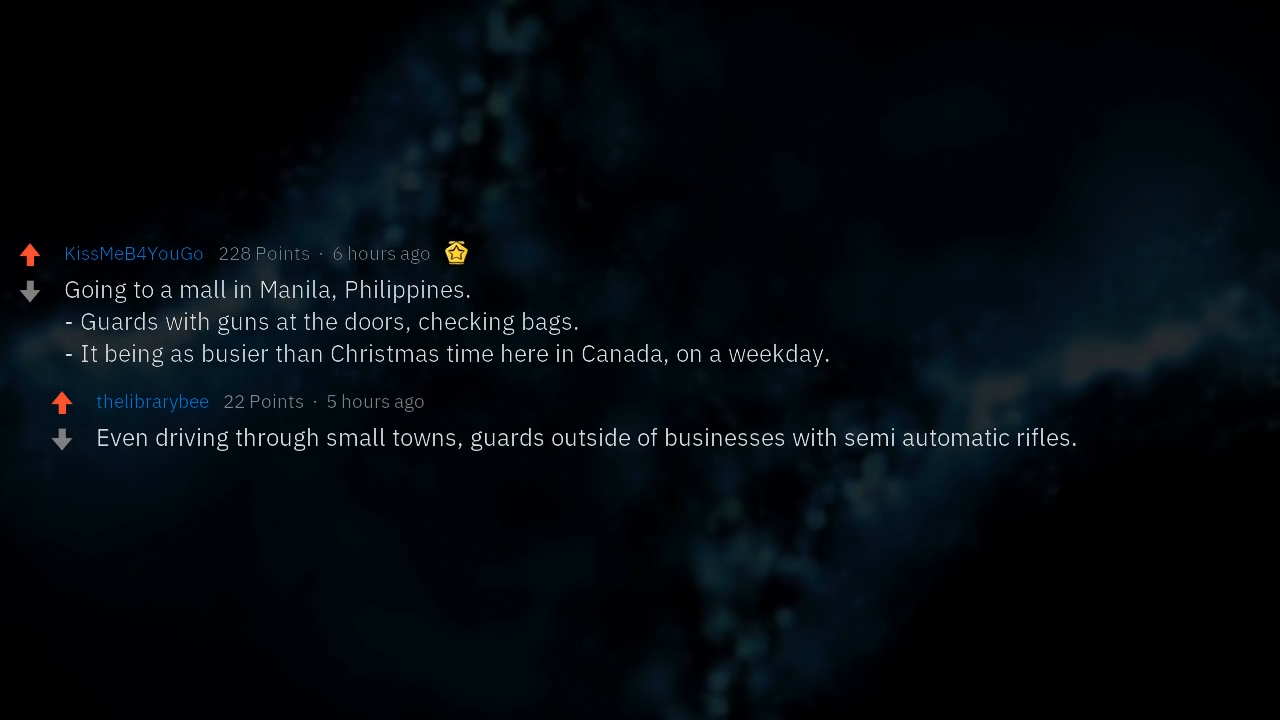 KissMeB4YouGo 228 Points · 6 hours ago
Going to a mall in Manila, Philippines.
- Guards with guns at the doors, checking bags.
- It being as busier than Christmas time here in Canada, on a weekday.
thelibrarybee 22 Points · 5 hours ago
Even driving through small towns, guards outside of businesses with semi automatic rifles.